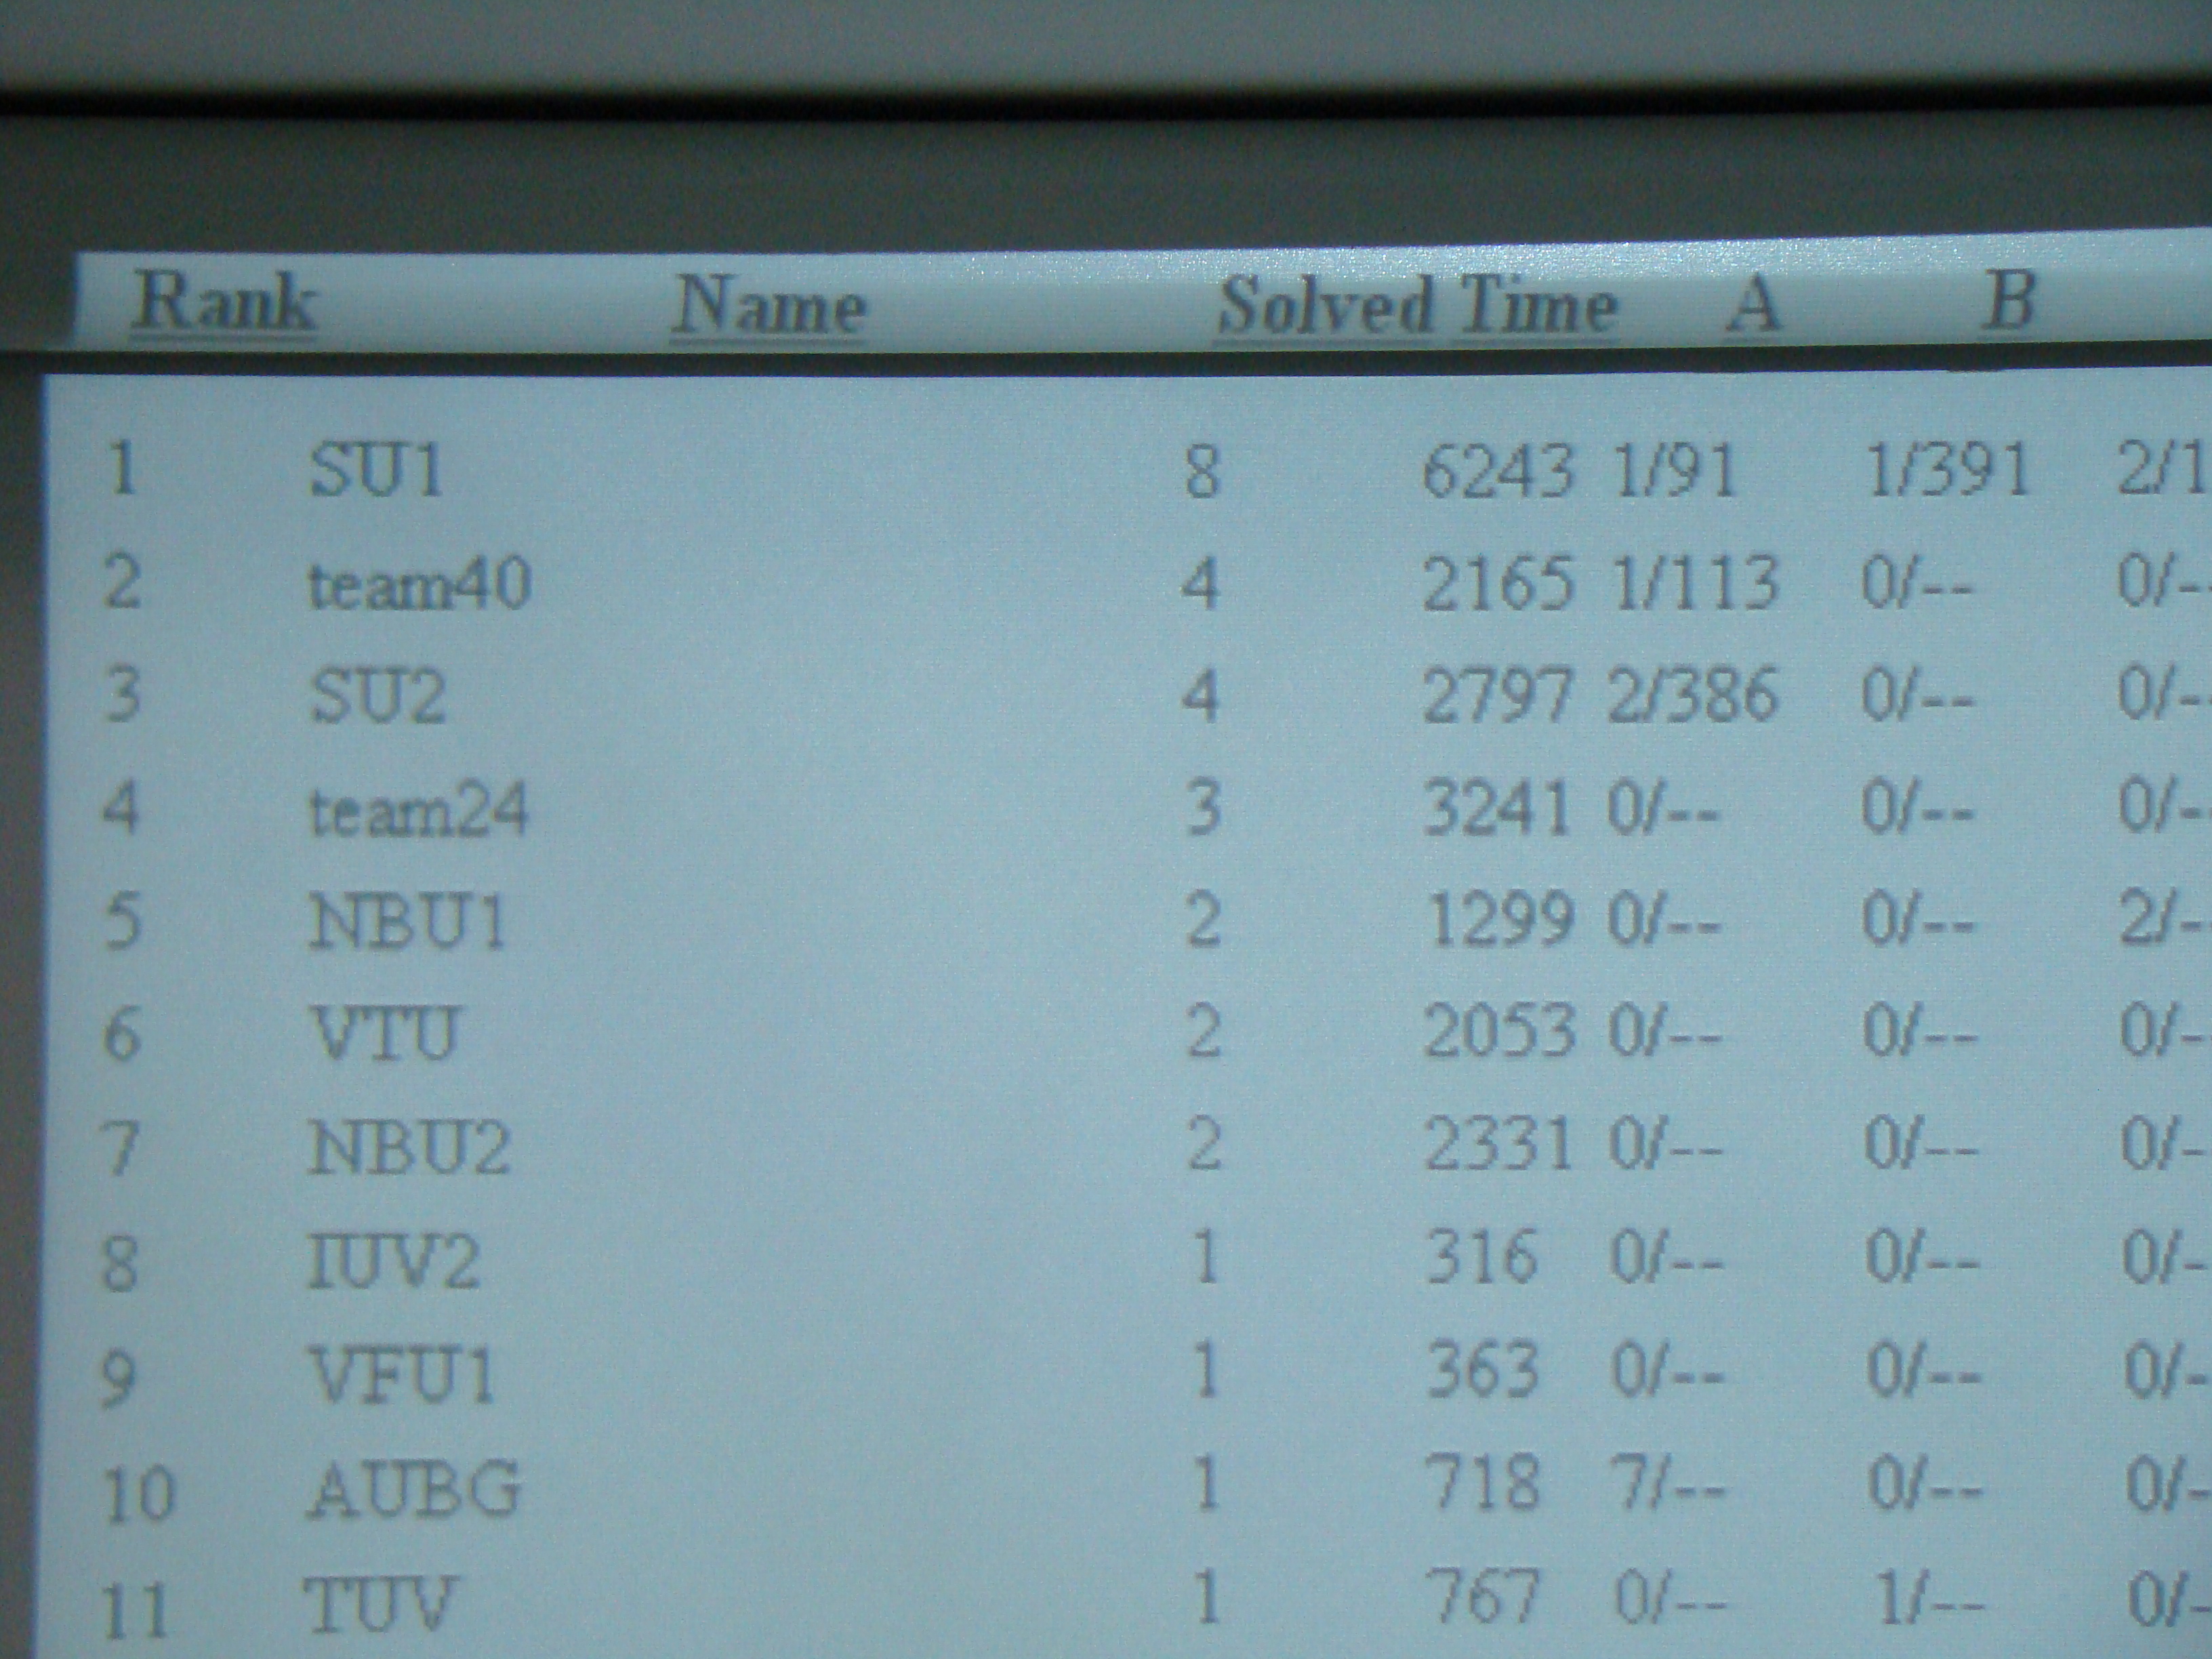 Rank Name Solved Time A B
1 SU1 8 6243 1/91 1/391 2/1
2 team40 4 2165 1/113 0/-- 0/-
3 SU2 4 2797 2/386 0/-- 0/-
4 team24 3 3241 0/-- 0/-- 0/-
5 NBU1 2 1299 0/-- 0/-- 2/-
6 VTU 2 2053 0/-- 0/-- 0/-
7 NBU2 2 2331 0/-- 0/-- 0/-
8 IUV2 1 316 0/-- 0/-- 0/-
9 VFU1 1 363 0/-- 0/-- 0/-
10 AUBG 1 718 7/-- 0/-- 0/-
11 TUV 1 767 0/-- 1/-- 0/-